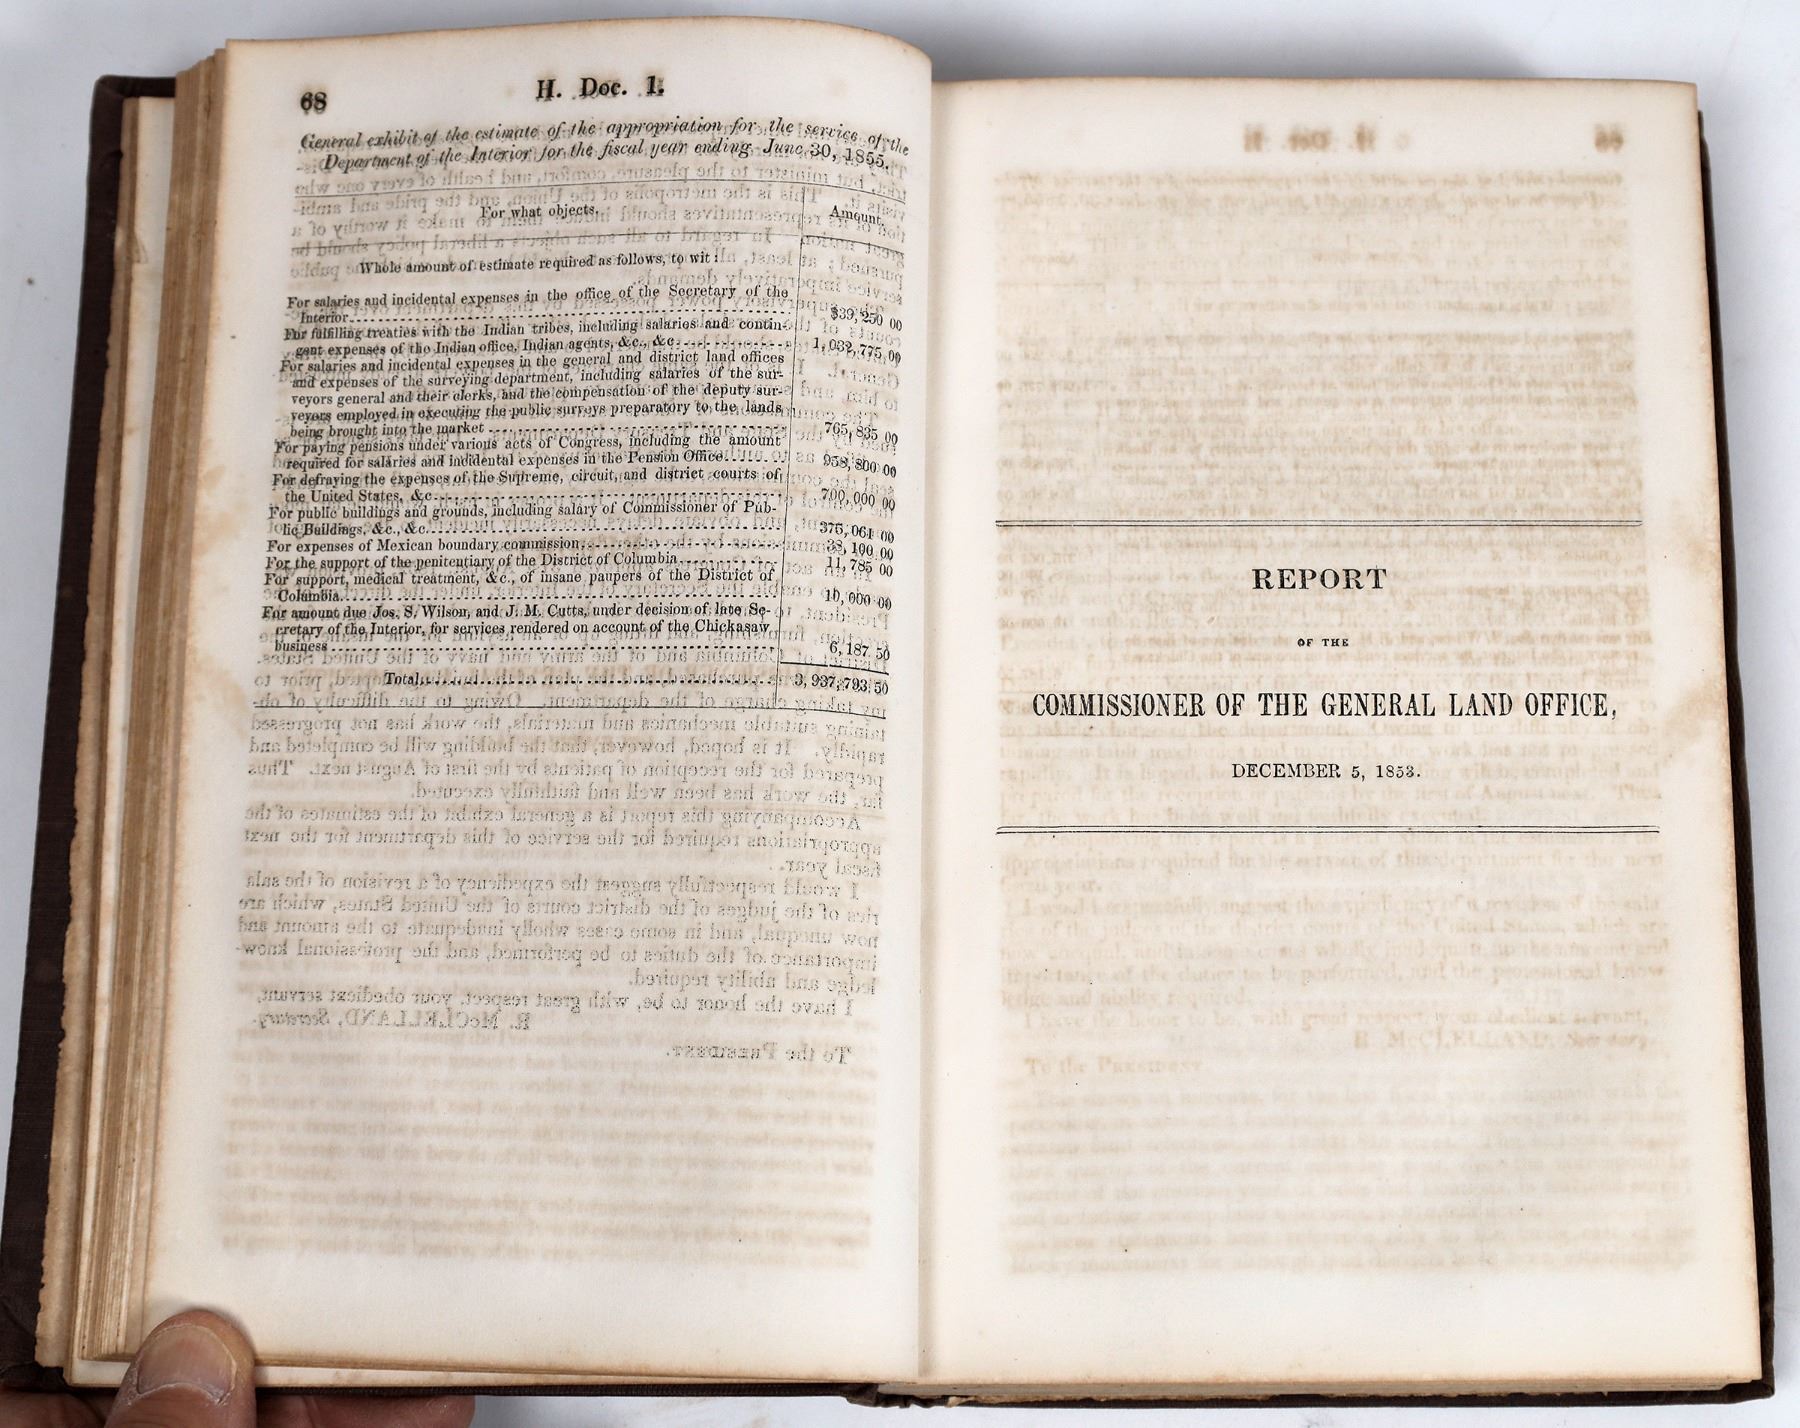 68
H. Doc. 1.
General exhibit of the estimate of the appropriation for the service of the
Department of the Interior for the fiscal year ending June 30, 1855.
For what objects. Amount.
Whole amount of estimate required as follows, to wit:
For salaries and incidental expenses in the office of the Secretary of the
Interior $39,250 00
For fulfilling treaties with the Indian tribes, including salaries and contin-
gent expenses of the Indian office, Indian agents, &c., &c. 1,032,775 00
For salaries and incidental expenses in the general and district land offices
and expenses of the surveying department, including salaries of the sur-
veyors general and their clerks, and the compensation of the deputy sur-
veyors employed in executing the public surveys preparatory to the lands
being brought into the market 765,835 00
For paying pensions under various acts of Congress, including the amount
required for salaries and incidental expenses in the Pension Office 958,800 00
For defraying the expenses of the Supreme, circuit, and district courts of
the United States, &c. 700,000 00
For public buildings and grounds, including salary of Commissioner of Pub-
lic Buildings, &c., &c. 375,061 00
For expenses of Mexican boundary commission 38,100 00
For the support of the penitentiary of the District of Columbia 11,785 00
For support, medical treatment, &c., of insane paupers of the District of
Columbia 10,000 00
For amount due Jos. S. Wilson, and J. M. Cutts, under decision of late Se-
cretary of the Interior, for services rendered on account of the Chickasaw
business 6,187 50
Total 3,937,793 50
REPORT
OF THE
COMMISSIONER OF THE GENERAL LAND OFFICE,
DECEMBER 5, 1853.